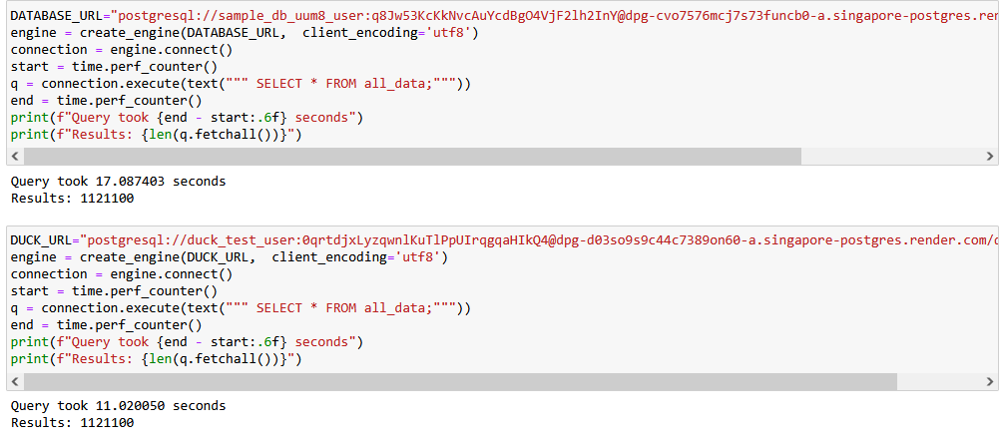 DATABASE_URL="postgresql://sample_db_uum8_user:q8Jw53KcKkNvcAuYcdBgO4VjF2lh2InY@dpg-cvo7576mcj7s73funcb0-a.singapore-postgres.ren
engine = create_engine(DATABASE_URL,  client_encoding='utf8')
connection = engine.connect()
start = time.perf_counter()
q = connection.execute(text(""" SELECT * FROM all_data;"""))
end = time.perf_counter()
print(f"Query took {end - start:.6f} seconds")
print(f"Results: {len(q.fetchall())}")
Query took 17.087403 seconds
Results: 1121100
DUCK_URL="postgresql://duck_test_user:0qrtdjxLyzqwnlKuTlPpUIrqgqaHIkQ4@dpg-d03so9s9c44c7389on60-a.singapore-postgres.render.com/d
engine = create_engine(DUCK_URL,  client_encoding='utf8')
connection = engine.connect()
start = time.perf_counter()
q = connection.execute(text(""" SELECT * FROM all_data;"""))
end = time.perf_counter()
print(f"Query took {end - start:.6f} seconds")
print(f"Results: {len(q.fetchall())}")
Query took 11.020050 seconds
Results: 1121100